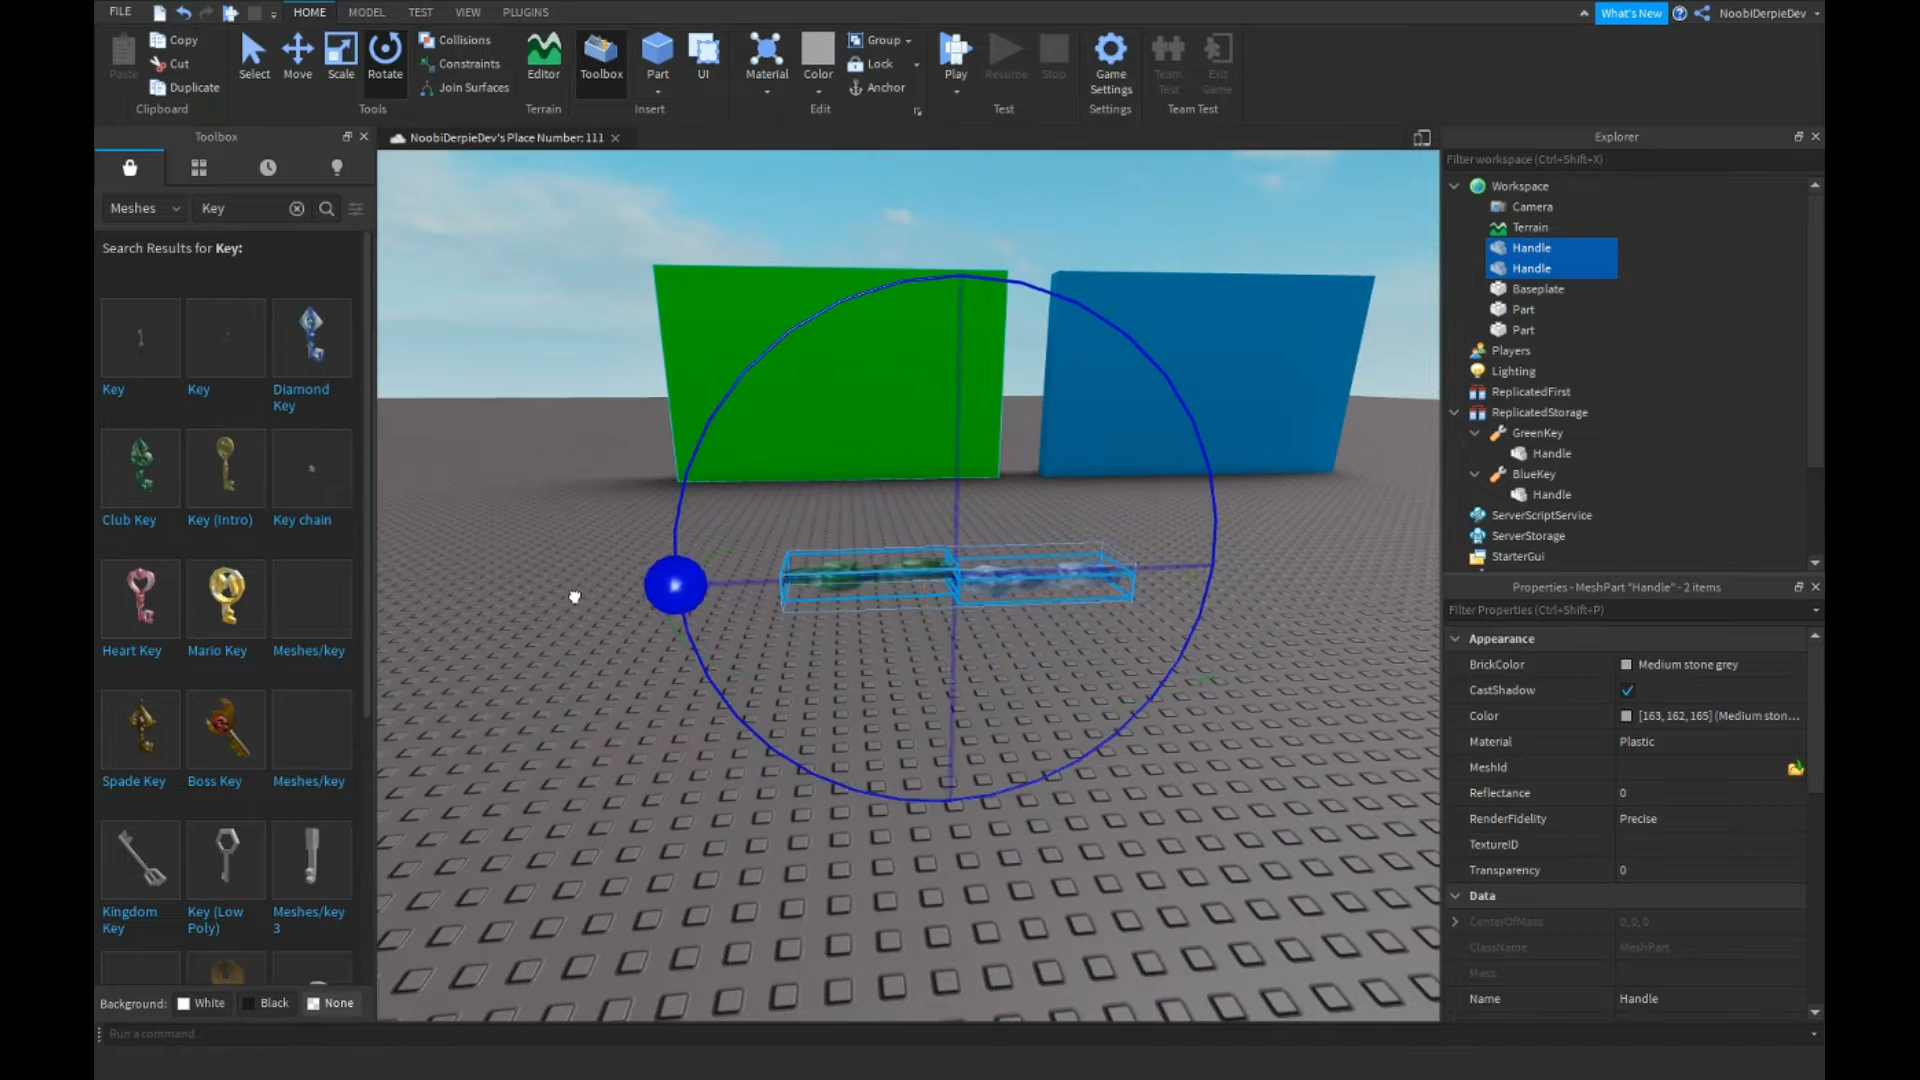 FILE
HOME
MODEL
TEST
VIEW
PLUGINS
What's New
NoobiDerpieDev
Paste
Copy
Cut
Duplicate
Clipboard
Select
Move
Scale
Rotate
Collisions
Constraints
Join Surfaces
Tools
Editor
Terrain
Toolbox
Part
UI
Insert
Material
Color
Group
Lock
Anchor
Edit
Play
Resume
Stop
Test
Game
Settings
Settings
Team
Test
Exit
Game
Team Test
Toolbox
NoobiDerpieDev's Place Number: 111
Meshes
Key
Search Results for Key:
Key
Key
Diamond
Key
Club Key
Key (Intro)
Key chain
Heart Key
Mario Key
Meshes/key
Spade Key
Boss Key
Meshes/key
Kingdom
Key
Key (Low
Poly)
Meshes/key
3
Background:
White
Black
None
Run a command
Explorer
Filter workspace (Ctrl+Shift+X)
Workspace
Camera
Terrain
Handle
Handle
Baseplate
Part
Part
Players
Lighting
ReplicatedFirst
ReplicatedStorage
GreenKey
Handle
BlueKey
Handle
ServerScriptService
ServerStorage
StarterGui
Properties - MeshPart "Handle" - 2 items
Filter Properties (Ctrl+Shift+P)
Appearance
BrickColor
Medium stone grey
CastShadow
Color
[163, 162, 165] (Medium ston...
Material
Plastic
MeshId
Reflectance
0
RenderFidelity
Precise
TextureID
Transparency
0
Data
CenterOfMass
0, 0, 0
ClassName
MeshPart
Mass
Name
Handle